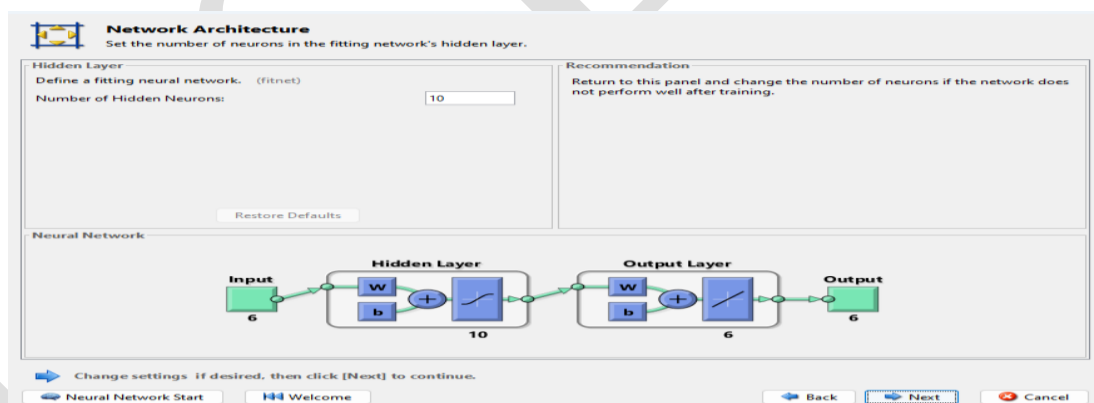 Network Architecture
Set the number of neurons in the fitting network's hidden layer.
Hidden Layer
Define a fitting neural network. (fitnet)
Number of Hidden Neurons: 10
Restore Defaults
Recommendation
Return to this panel and change the number of neurons if the network does
not perform well after training.
Neural Network
Hidden Layer Output Layer
Input Output
W W
b b
6 6
10 6
Change settings if desired, then click [Next] to continue.
Neural Network Start Welcome Back Next Cancel